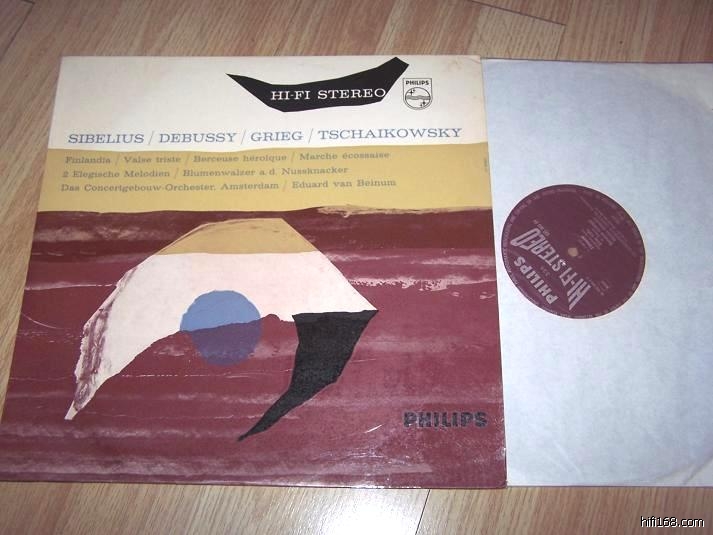 HI-FI STEREO
PHILIPS
SIBELIUS / DEBUSSY / GRIEG / TSCHAIKOWSKY
Finlandia / Valse triste / Berceuse héroïque / Marche écossaise
2 Elegische Melodien / Blumenwalzer a.d. Nussknacker
Das Concertgebouw-Orchester, Amsterdam / Eduard van Beinum
PHILIPS
PHILIPS
HI-FI STEREO
hifi168.com